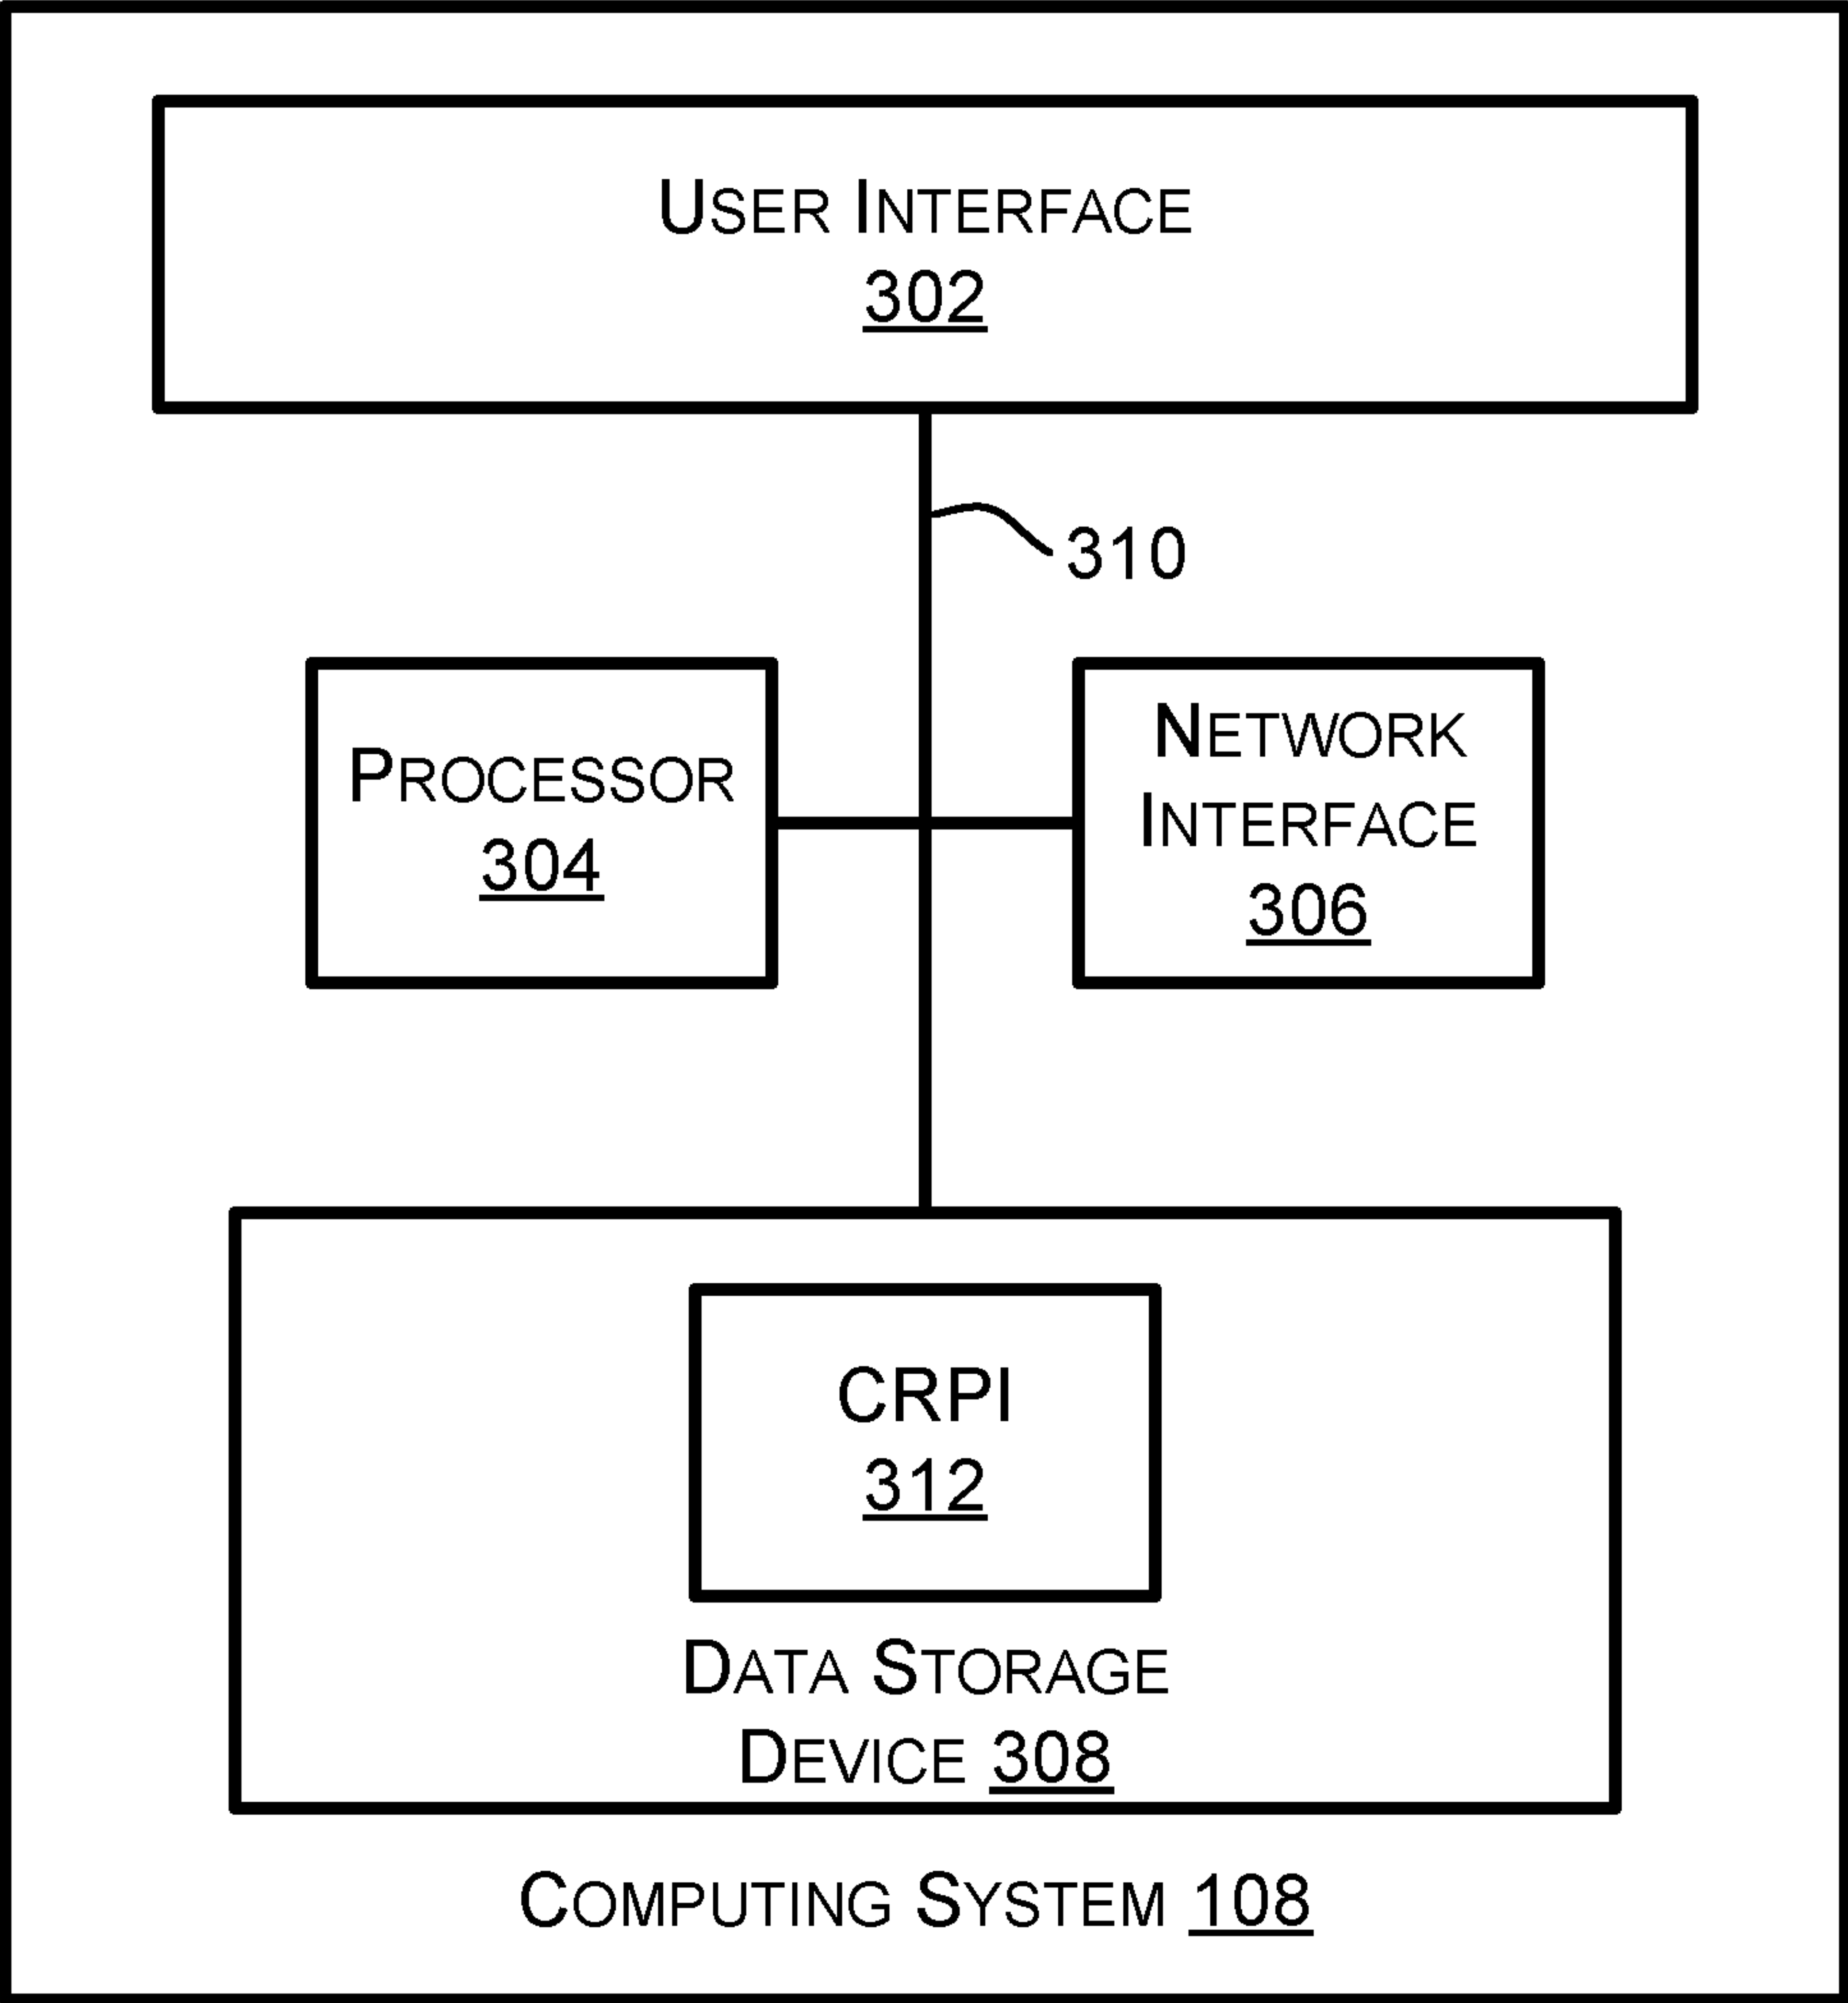 USER INTERFACE
302
310
PROCESSOR
304
NETWORK
INTERFACE
306
CRPI
312
DATA STORAGE
DEVICE 308
COMPUTING SYSTEM 108